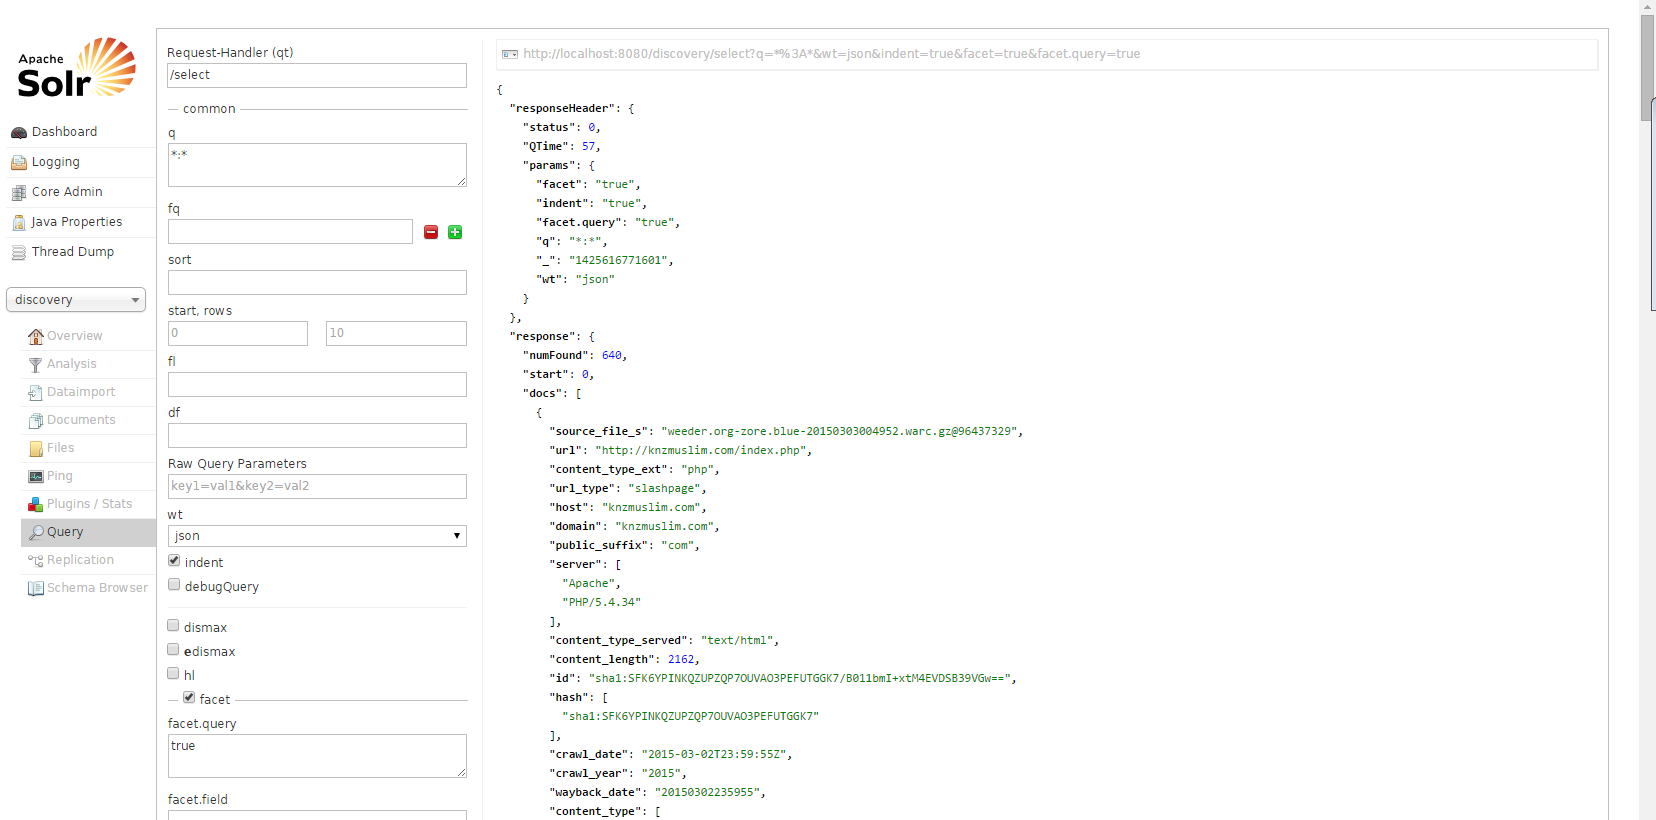 Apache
Solr
Dashboard
Logging
Core Admin
Java Properties
Thread Dump
discovery
Overview
Analysis
Dataimport
Documents
Files
Ping
Plugins / Stats
Query
Replication
Schema Browser
Request-Handler (qt)
/select
common
q
*:*
fq
sort
start, rows
0 10
fl
df
Raw Query Parameters
key1=val1&key2=val2
wt
json
indent
debugQuery
dismax
edismax
hl
facet
facet.query
true
facet.field
http://localhost:8080/discovery/select?q=*%3A*&wt=json&indent=true&facet=true&facet.query=true
{
"responseHeader": {
"status": 0,
"QTime": 57,
"params": {
"facet": "true",
"indent": "true",
"facet.query": "true",
"q": "*:*",
"_": "1425616771601",
"wt": "json"
}
},
"response": {
"numFound": 640,
"start": 0,
"docs": [
{
"source_file_s": "weeder.org-zore.blue-20150303004952.warc.gz@96437329",
"url": "http://knzmuslim.com/index.php",
"content_type_ext": "php",
"url_type": "slashpage",
"host": "knzmuslim.com",
"domain": "knzmuslim.com",
"public_suffix": "com",
"server": [
"Apache",
"PHP/5.4.34"
],
"content_type_served": "text/html",
"content_length": 2162,
"id": "sha1:SFK6YPINKQZUPZQP7OUVAO3PEFUTGGK7/B011bmI+xtM4EVDSB39VGw==",
"hash": [
"sha1:SFK6YPINKQZUPZQP7OUVAO3PEFUTGGK7"
],
"crawl_date": "2015-03-02T23:59:55Z",
"crawl_year": "2015",
"wayback_date": "20150302235955",
"content_type": [